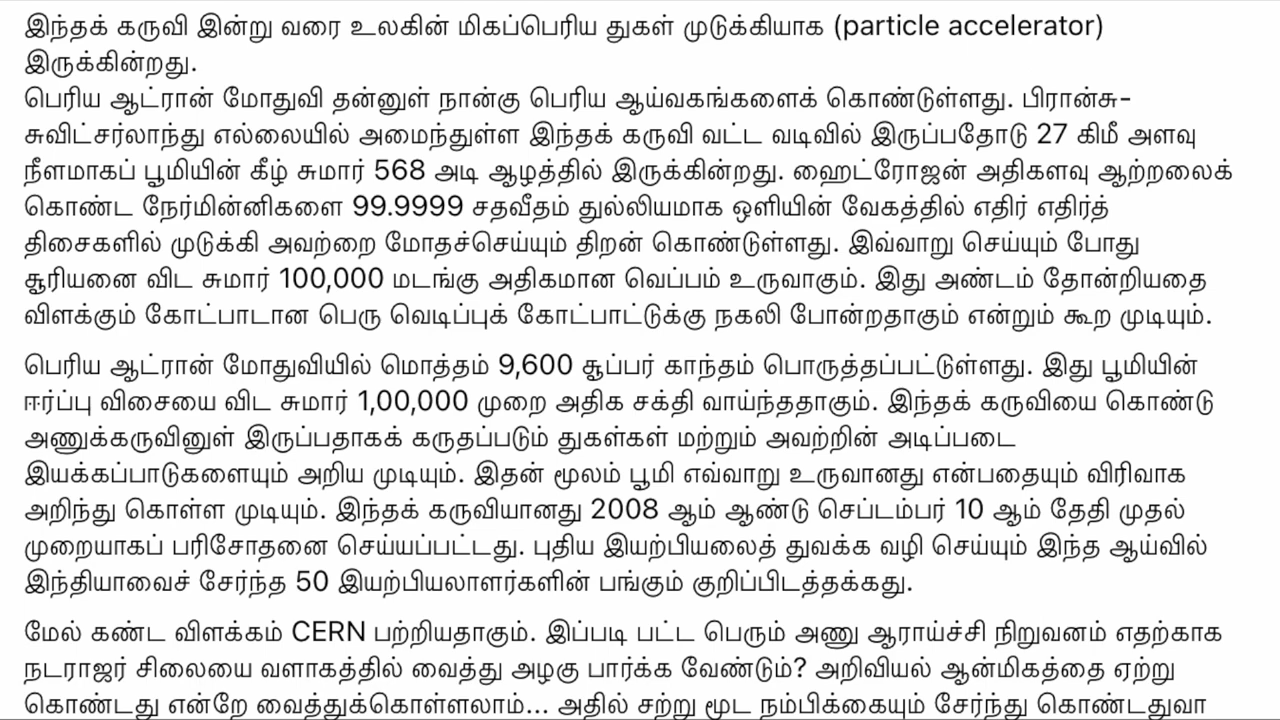 இந்தக் கருவி இன்று வரை உலகின் மிகப்பெரிய துகள் முடுக்கியாக (particle accelerator)
இருக்கின்றது.
பெரிய ஆட்ரான் மோதுவி தன்னுள் நான்கு பெரிய ஆய்வகங்களைக் கொண்டுள்ளது. பிரான்சு-
சுவிட்சர்லாந்து எல்லையில் அமைந்துள்ள இந்தக் கருவி வட்ட வடிவில் இருப்பதோடு 27 கிமீ அளவு
நீளமாகப் பூமியின் கீழ் சுமார் 568 அடி ஆழத்தில் இருக்கின்றது. ஹைட்ரோஜன் அதிகளவு ஆற்றலைக்
கொண்ட நேர்மின்னிகளை 99.9999 சதவீதம் துல்லியமாக ஒளியின் வேகத்தில் எதிர் எதிர்த்
திசைகளில் முடுக்கி அவற்றை மோதச்செய்யும் திறன் கொண்டுள்ளது. இவ்வாறு செய்யும் போது
சூரியனை விட சுமார் 100,000 மடங்கு அதிகமான வெப்பம் உருவாகும். இது அண்டம் தோன்றியதை
விளக்கும் கோட்பாடான பெரு வெடிப்புக் கோட்பாட்டுக்கு நகலி போன்றதாகும் என்றும் கூற முடியும்.
பெரிய ஆட்ரான் மோதுவியில் மொத்தம் 9,600 சூப்பர் காந்தம் பொருத்தப்பட்டுள்ளது. இது பூமியின்
ஈர்ப்பு விசையை விட சுமார் 1,00,000 முறை அதிக சக்தி வாய்ந்ததாகும். இந்தக் கருவியை கொண்டு
அணுக்கருவினுள் இருப்பதாகக் கருதப்படும் துகள்கள் மற்றும் அவற்றின் அடிப்படை
இயக்கப்பாடுகளையும் அறிய முடியும். இதன் மூலம் பூமி எவ்வாறு உருவானது என்பதையும் விரிவாக
அறிந்து கொள்ள முடியும். இந்தக் கருவியானது 2008 ஆம் ஆண்டு செப்டம்பர் 10 ஆம் தேதி முதல்
முறையாகப் பரிசோதனை செய்யப்பட்டது. புதிய இயற்பியலைத் துவக்க வழி செய்யும் இந்த ஆய்வில்
இந்தியாவைச் சேர்ந்த 50 இயற்பியலாளர்களின் பங்கும் குறிப்பிடத்தக்கது.
மேல் கண்ட விளக்கம் CERN பற்றியதாகும். இப்படி பட்ட பெரும் அணு ஆராய்ச்சி நிறுவனம் எதற்காக
நடராஜர் சிலையை வளாகத்தில் வைத்து அழகு பார்க்க வேண்டும்? அறிவியல் ஆன்மிகத்தை ஏற்று
கொண்டது என்றே வைத்துக்கொள்ளலாம்... அதில் சற்று மூட நம்பிக்கையும் சேர்ந்து கொண்டதுவா